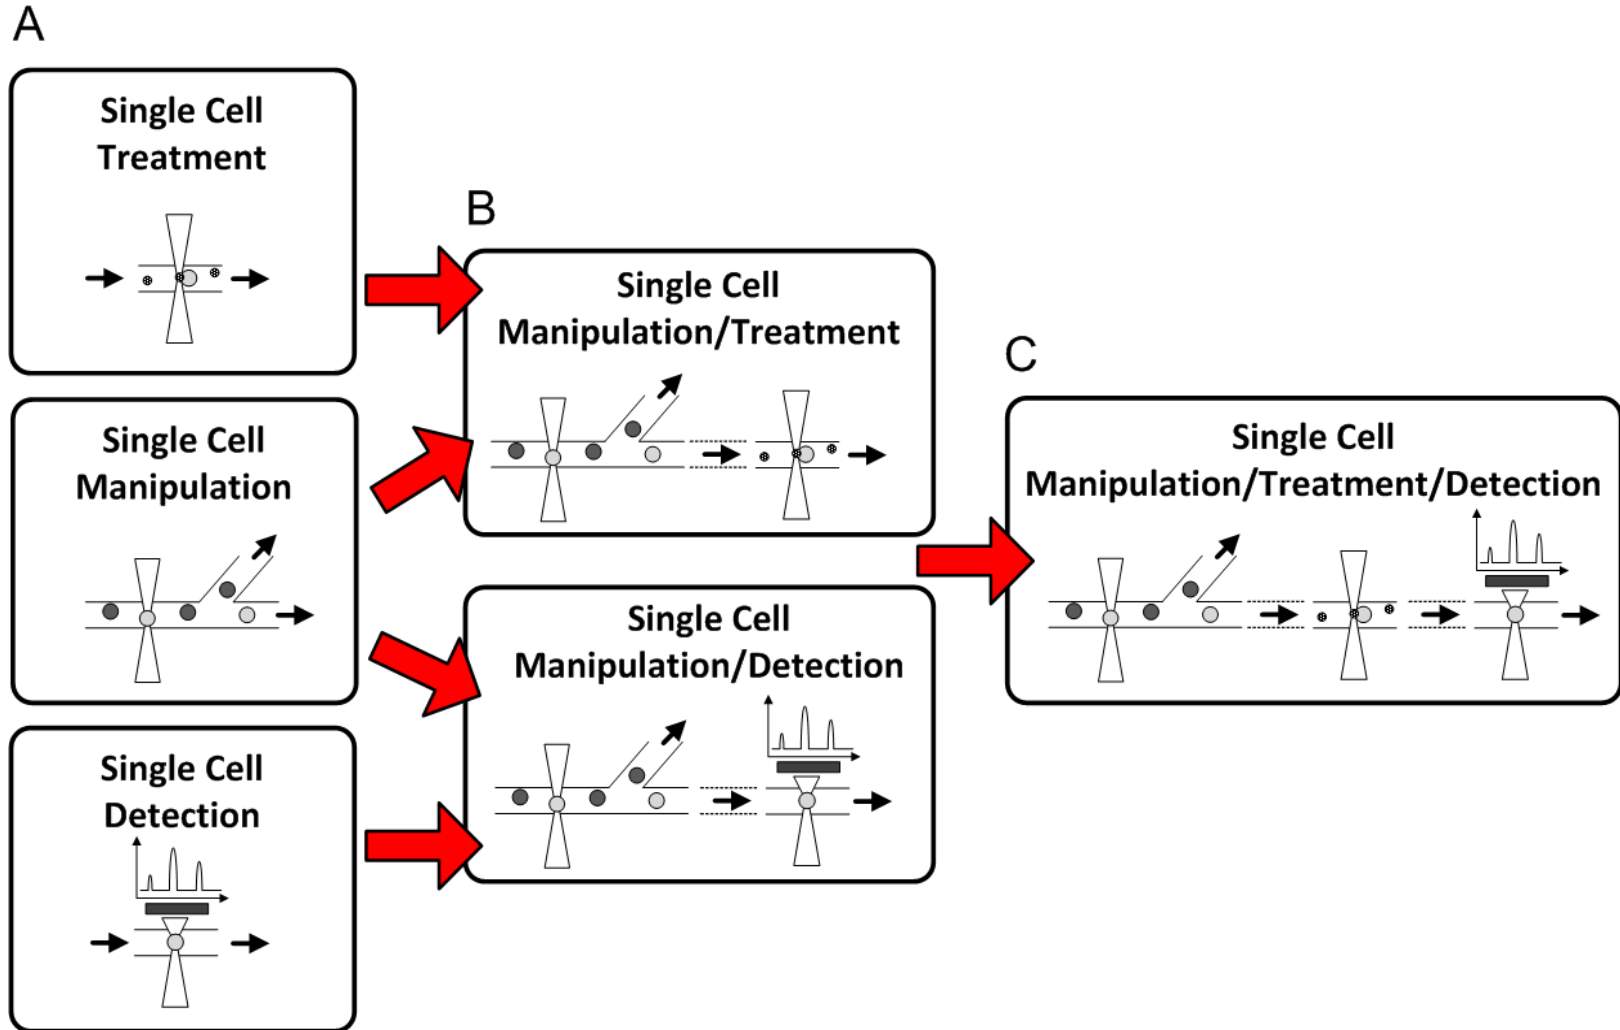 A
Single Cell
Treatment
Single Cell
Manipulation
Single Cell
Detection
B
Single Cell
Manipulation/Treatment
Single Cell
Manipulation/Detection
C
Single Cell
Manipulation/Treatment/Detection